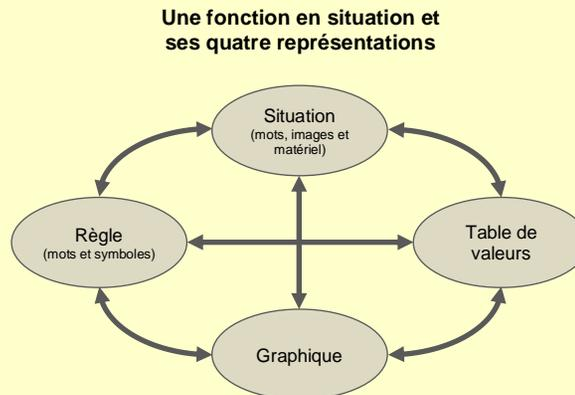 Une fonction en situation et
ses quatre représentations
Situation
(mots, images et
matériel)
Règle
(mots et symboles)
Table de
valeurs
Graphique